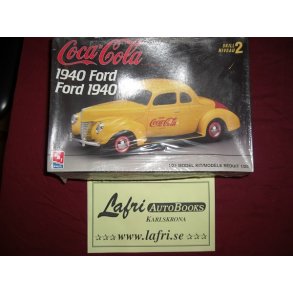 Coca-Cola
SKILL
NIVEAU 2
1940 Ford
Ford 1940
Coca-Cola
Lafri AUTOBOOKS
KARLSKRONA
www.lafri.se